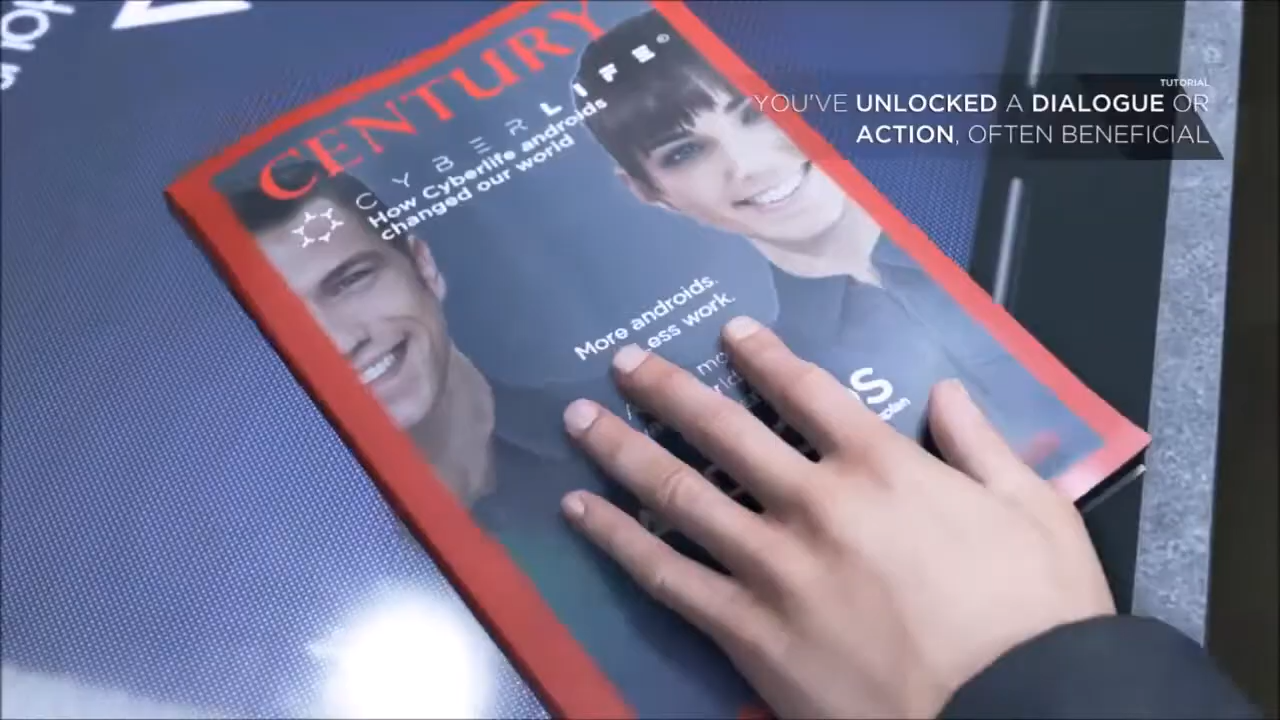 TUTORIAL
YOU'VE UNLOCKED A DIALOGUE OR
ACTION, OFTEN BENEFICIAL
CENTURY
CYBERLIFE
How Cyberlife androids
changed our world
More androids.
Less work.